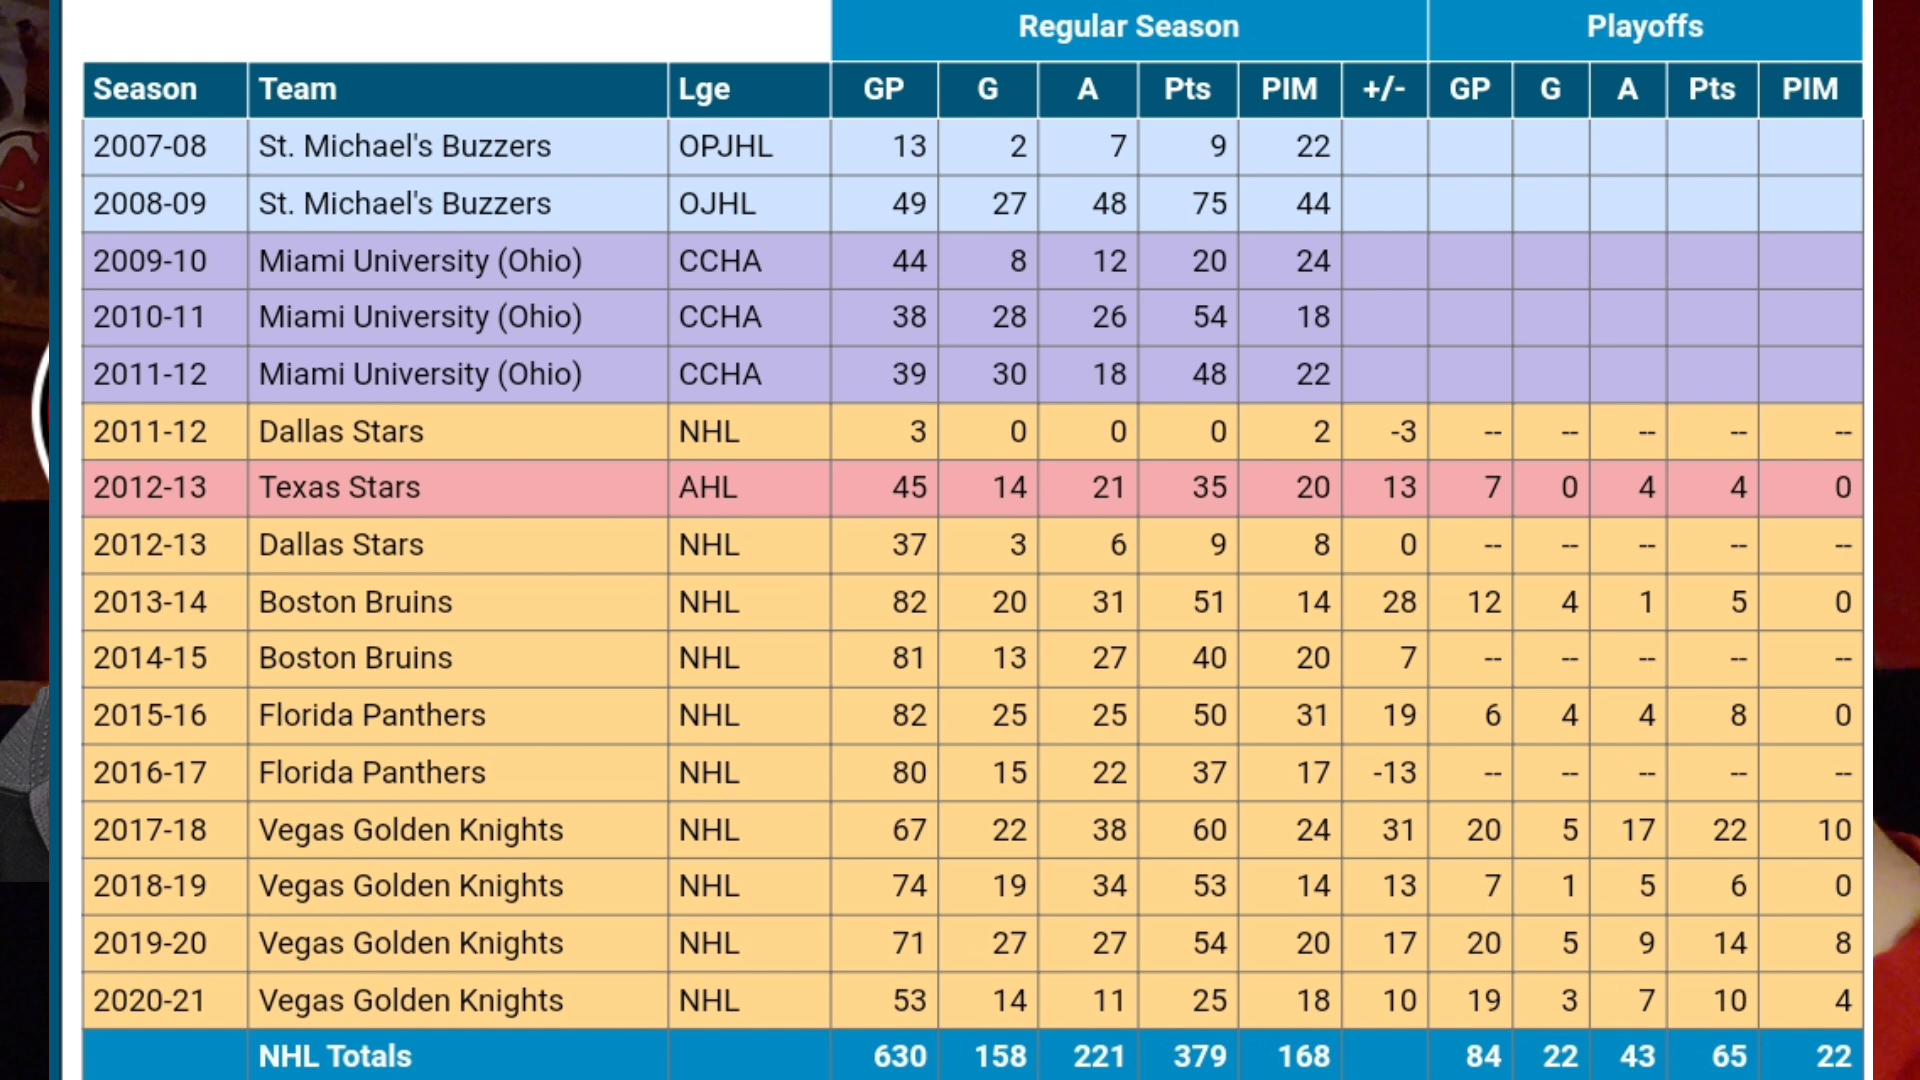 Regular Season Playoffs
Season Team Lge GP G A Pts PIM +/- GP G A Pts PIM
2007-08 St. Michael's Buzzers OPJHL 13 2 7 9 22
2008-09 St. Michael's Buzzers OJHL 49 27 48 75 44
2009-10 Miami University (Ohio) CCHA 44 8 12 20 24
2010-11 Miami University (Ohio) CCHA 38 28 26 54 18
2011-12 Miami University (Ohio) CCHA 39 30 18 48 22
2011-12 Dallas Stars NHL 3 0 0 0 2 -3 -- -- -- -- --
2012-13 Texas Stars AHL 45 14 21 35 20 13 7 0 4 4 0
2012-13 Dallas Stars NHL 37 3 6 9 8 0 -- -- -- -- --
2013-14 Boston Bruins NHL 82 20 31 51 14 28 12 4 1 5 0
2014-15 Boston Bruins NHL 81 13 27 40 20 7 -- -- -- -- --
2015-16 Florida Panthers NHL 82 25 25 50 31 19 6 4 4 8 0
2016-17 Florida Panthers NHL 80 15 22 37 17 -13 -- -- -- -- --
2017-18 Vegas Golden Knights NHL 67 22 38 60 24 31 20 5 17 22 10
2018-19 Vegas Golden Knights NHL 74 19 34 53 14 13 7 1 5 6 0
2019-20 Vegas Golden Knights NHL 71 27 27 54 20 17 20 5 9 14 8
2020-21 Vegas Golden Knights NHL 53 14 11 25 18 10 19 3 7 10 4
NHL Totals 630 158 221 379 168 84 22 43 65 22